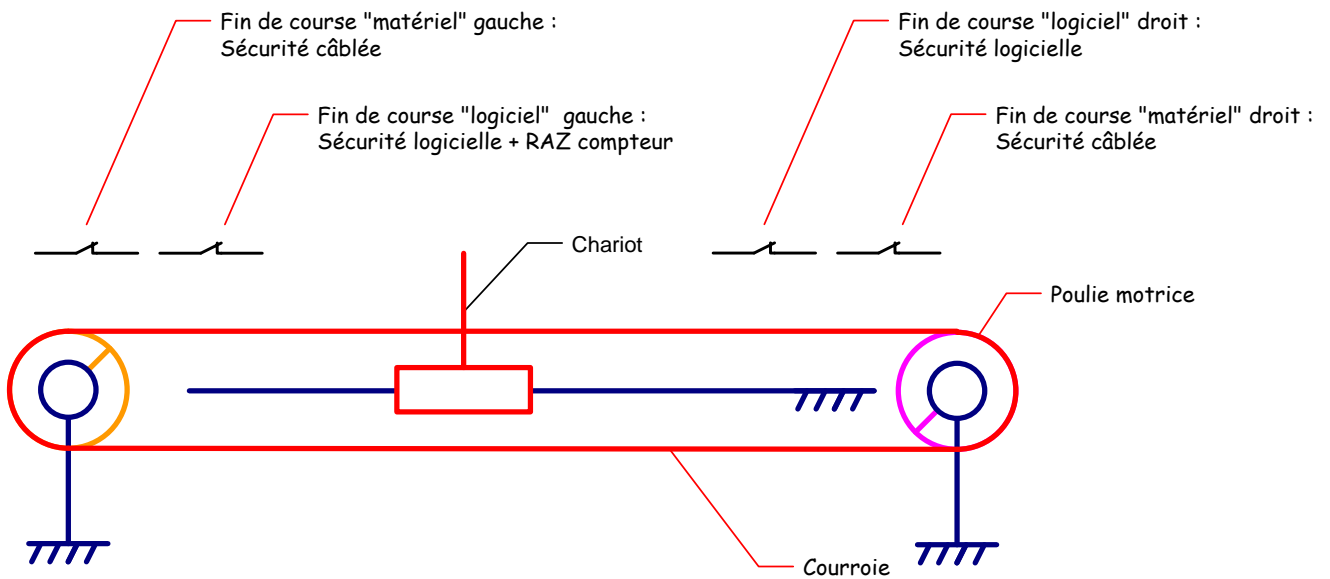 Fin de course "matériel" gauche :
Sécurité câblée
Fin de course "logiciel" droit :
Sécurité logicielle
Fin de course "logiciel" gauche :
Sécurité logicielle + RAZ compteur
Fin de course "matériel" droit :
Sécurité câblée
Chariot
Poulie motrice
Courroie